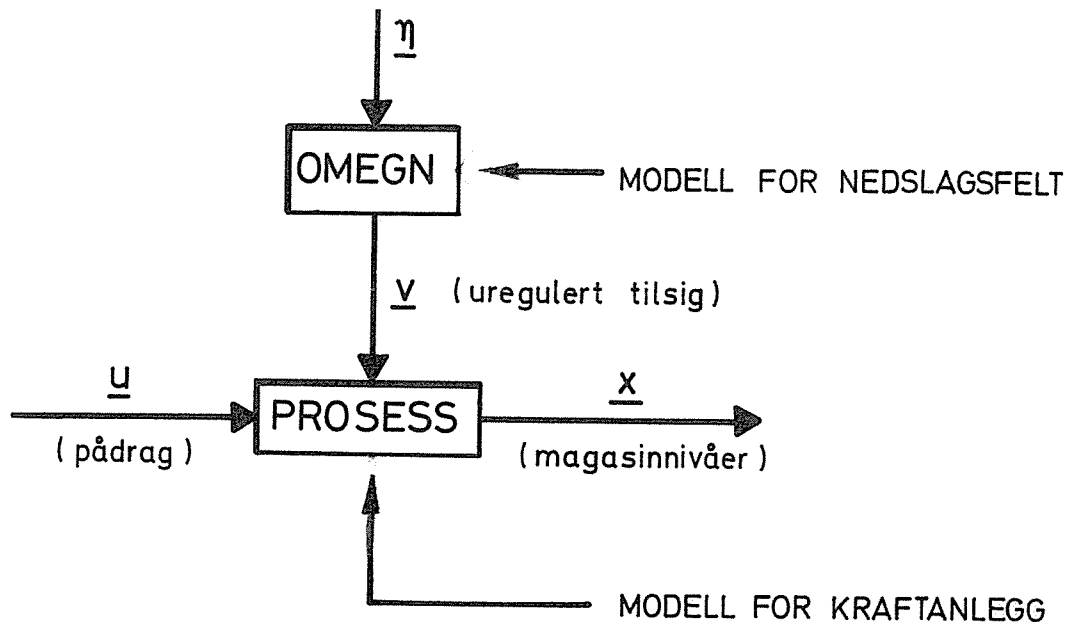 η
OMEGN
MODELL FOR NEDSLAGSFELT
v (uregulert tilsig)
u
x
PROSESS
(pådrag)
(magasinnivåer)
MODELL FOR KRAFTANLEGG